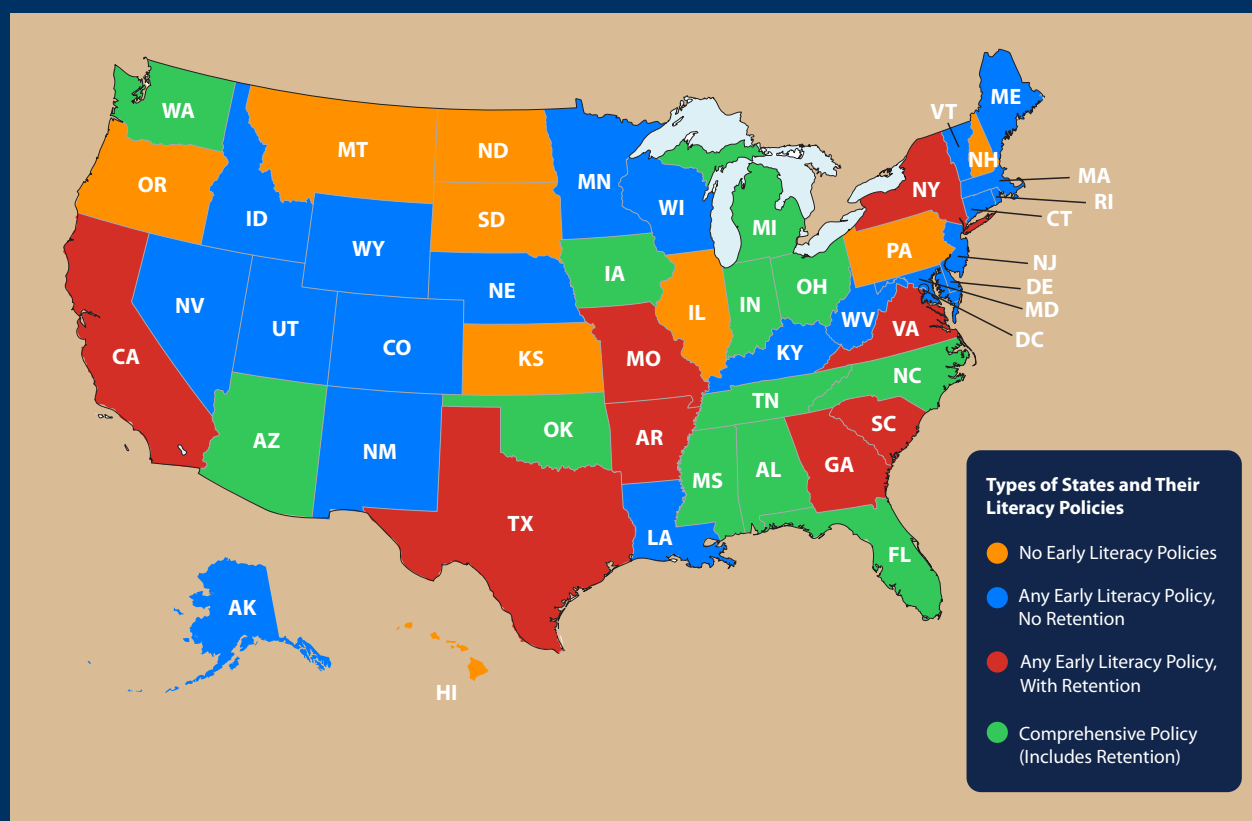 WA
MT
ND
OR
ID
SD
MN
WI
MI
NY
VT
NH
ME
MA
RI
CT
WY
NE
IA
IL
IN
OH
PA
NJ
DE
MD
DC
NV
UT
CO
KS
MO
KY
WV
VA
CA
AZ
NM
OK
AR
TN
NC
SC
TX
LA
MS
AL
GA
FL
AK
HI
Types of States and Their
Literacy Policies
No Early Literacy Policies
Any Early Literacy Policy,
No Retention
Any Early Literacy Policy,
With Retention
Comprehensive Policy
(Includes Retention)